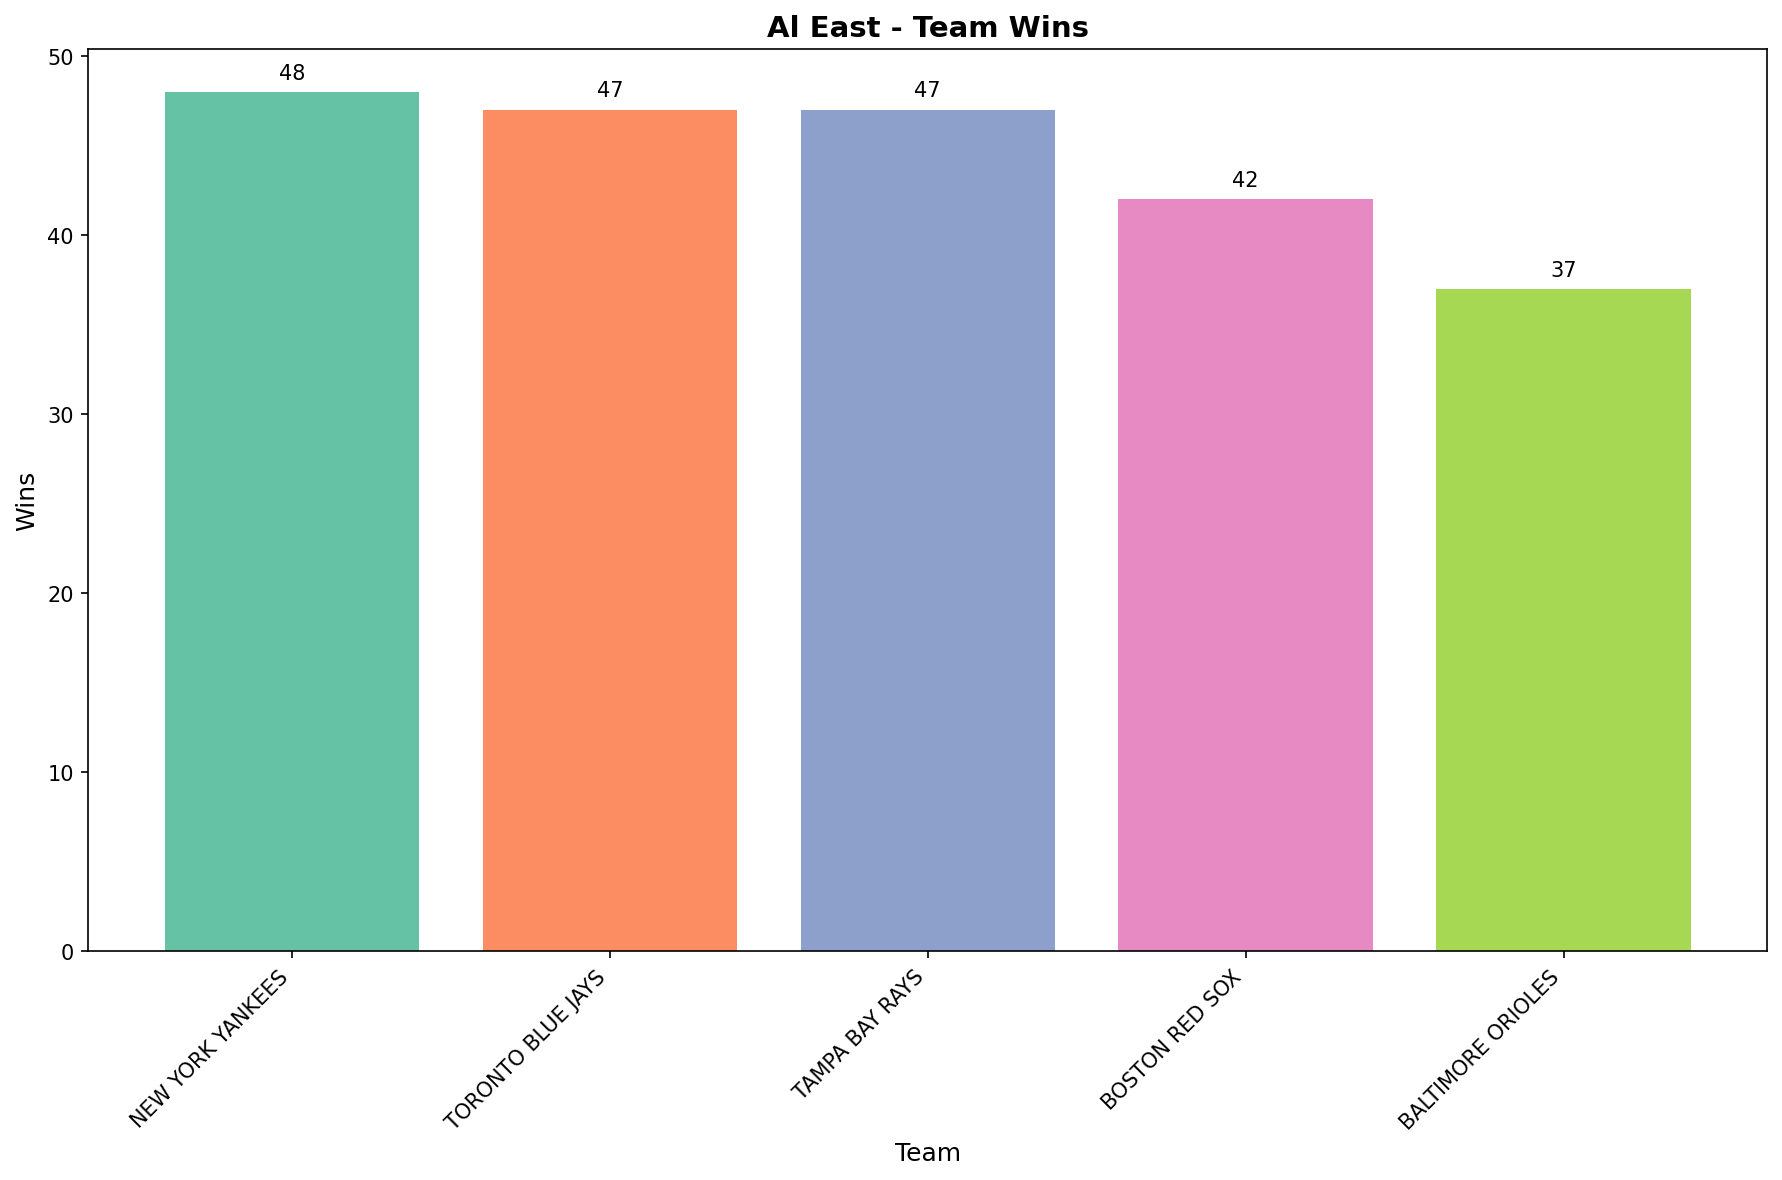 Al East - Team Wins
50
40
30
20
10
0
Wins
48
47
47
42
37
NEW YORK YANKEES
TORONTO BLUE JAYS
TAMPA BAY RAYS
BOSTON RED SOX
BALTIMORE ORIOLES
Team